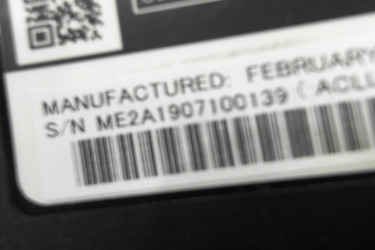 MANUFACTURED: FEBRUARY
S/N ME2A1907100139 (